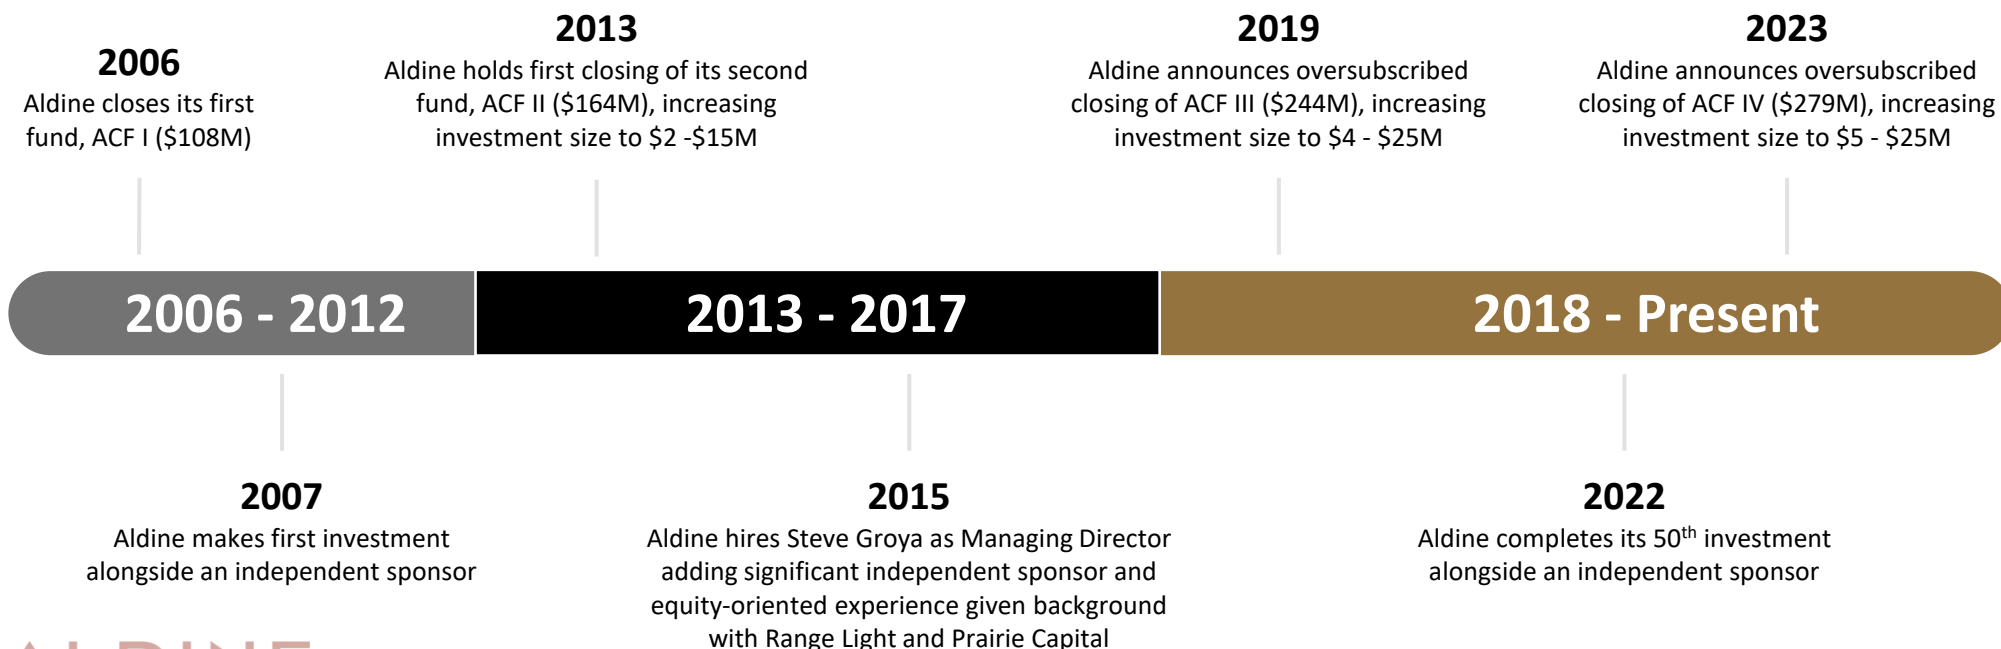 2006
Aldine closes its first
fund, ACF I ($108M)
2013
Aldine holds first closing of its second
fund, ACF II ($164M), increasing
investment size to $2 -$15M
2019
Aldine announces oversubscribed
closing of ACF III ($244M), increasing
investment size to $4 - $25M
2023
Aldine announces oversubscribed
closing of ACF IV ($279M), increasing
investment size to $5 - $25M
2006 - 2012
2013 - 2017
2018 - Present
2007
Aldine makes first investment
alongside an independent sponsor
2015
Aldine hires Steve Groya as Managing Director
adding significant independent sponsor and
equity-oriented experience given background
with Range Light and Prairie Capital
2022
Aldine completes its 50th investment
alongside an independent sponsor
ALDINE